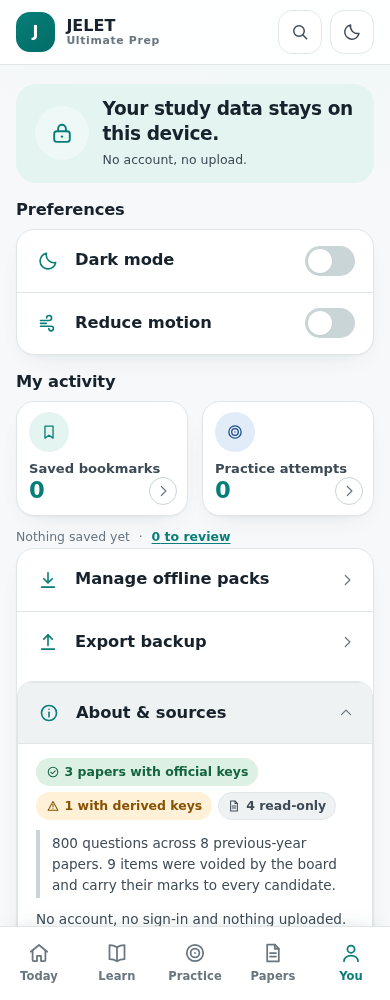 J
JELET
Ultimate Prep
Your study data stays on
this device.
No account, no upload.
Preferences
Dark mode
Reduce motion
My activity
Saved bookmarks
0
Practice attempts
0
Nothing saved yet · 0 to review
Manage offline packs
Export backup
About & sources
3 papers with official keys
1 with derived keys
4 read-only
800 questions across 8 previous-year
papers. 9 items were voided by the board
and carry their marks to every candidate.
No account, no sign-in and nothing uploaded.
Today
Learn
Practice
Papers
You